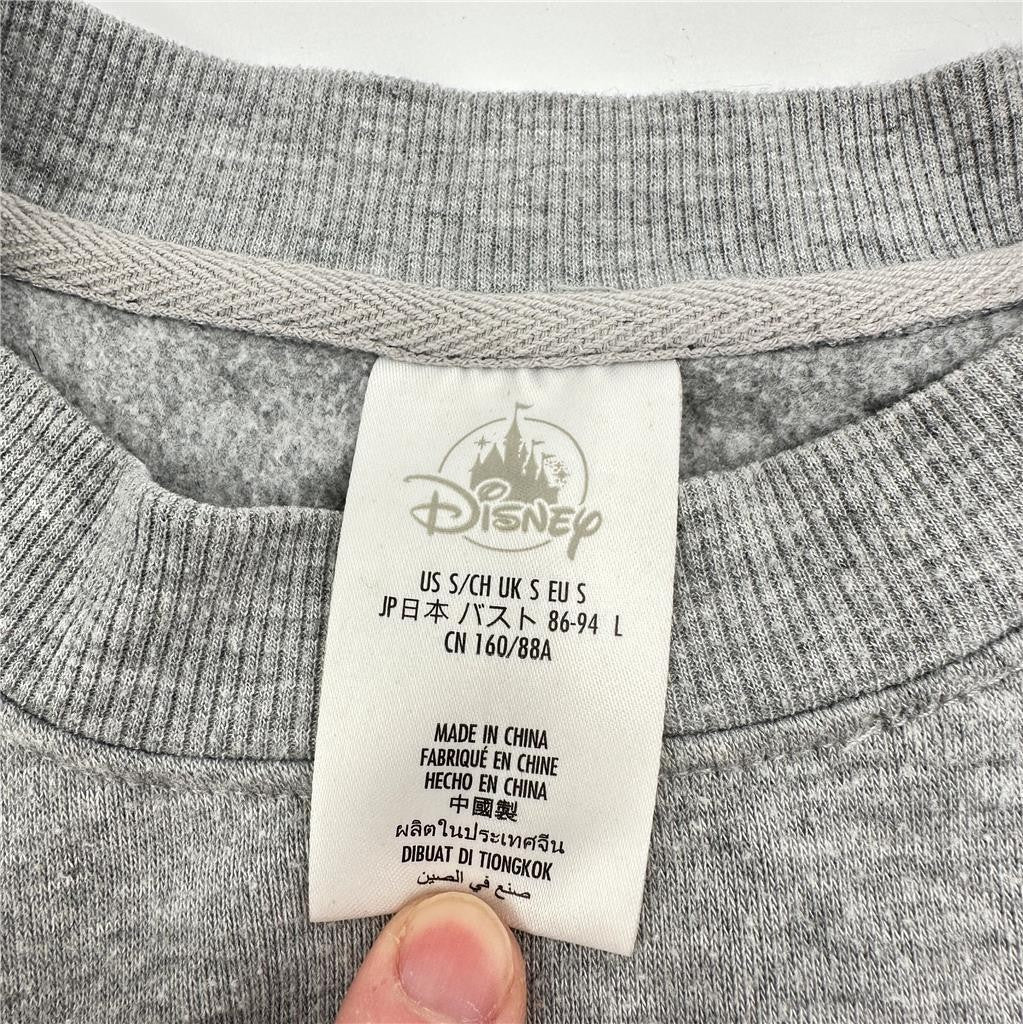 Disney
US S/CH UK S EU S
JP日本 バスト 86-94 L
CN 160/88A
MADE IN CHINA
FABRIQUÉ EN CHINE
HECHO EN CHINA
中國製
ผลิตในประเทศจีน
DIBUAT DI TIONGKOK
صنع في الصين